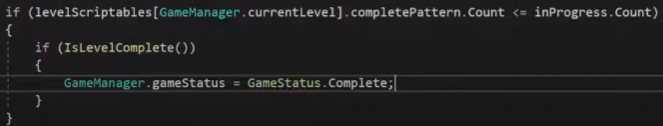 if (levelScriptables[GameManager.currentLevel].completePattern.Count <= inProgress.Count)
{
if (IsLevelComplete())
{
GameManager.gameStatus = GameStatus.Complete;
}
}